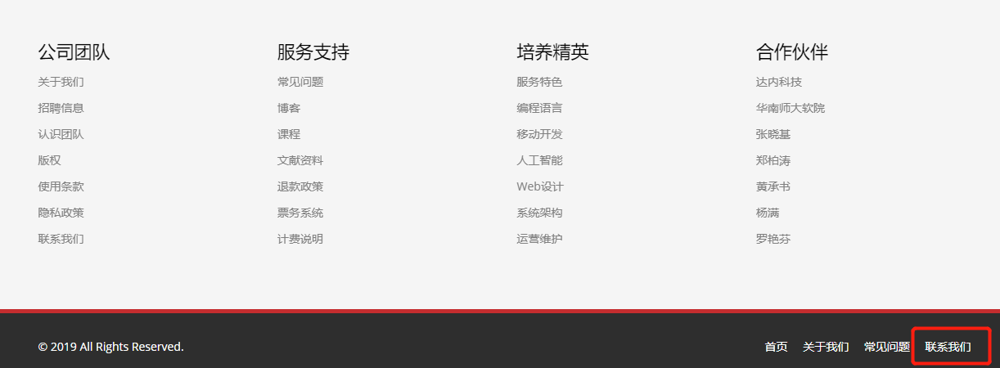 公司团队
关于我们
招聘信息
认识团队
版权
使用条款
隐私政策
联系我们
服务支持
常见问题
博客
课程
文献资料
退款政策
票务系统
计费说明
培养精英
服务特色
编程语言
移动开发
人工智能
Web设计
系统架构
运营维护
合作伙伴
达内科技
华南师大软院
张晓基
郑柏涛
黄承书
杨满
罗艳芬
© 2019 All Rights Reserved.
首页 关于我们 常见问题 联系我们